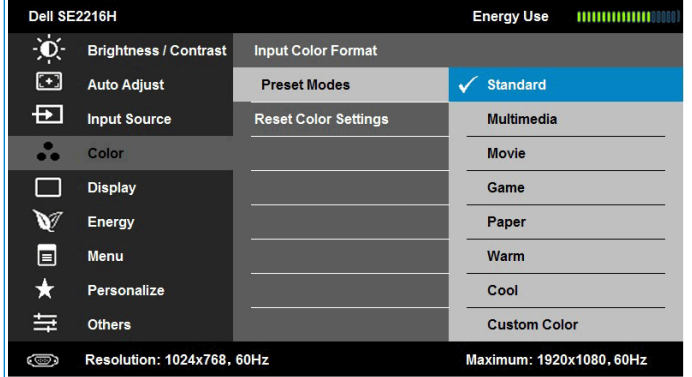 Dell SE2216H Energy Use
Brightness / Contrast Input Color Format
Auto Adjust Preset Modes Standard
Input Source Reset Color Settings Multimedia
Color Movie
Display Game
Energy Paper
Menu Warm
Personalize Cool
Others Custom Color
Resolution: 1024x768, 60Hz Maximum: 1920x1080, 60Hz